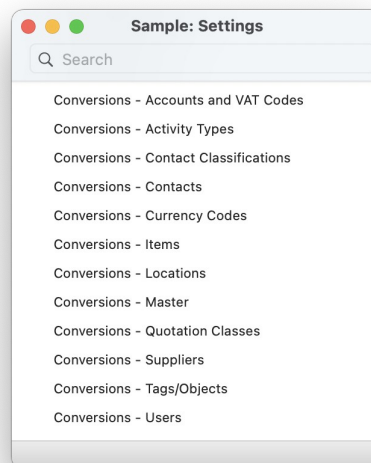 Sample: Settings
Search
Conversions - Accounts and VAT Codes
Conversions - Activity Types
Conversions - Contact Classifications
Conversions - Contacts
Conversions - Currency Codes
Conversions - Items
Conversions - Locations
Conversions - Master
Conversions - Quotation Classes
Conversions - Suppliers
Conversions - Tags/Objects
Conversions - Users